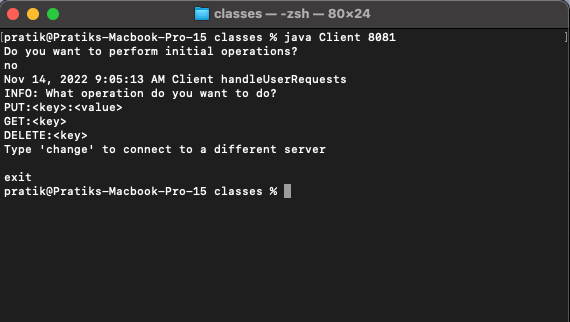 classes — -zsh — 80×24
[pratik@Pratiks-Macbook-Pro-15 classes % java Client 8081 ]
Do you want to perform initial operations?
no
Nov 14, 2022 9:05:13 AM Client handleUserRequests
INFO: What operation do you want to do?
PUT:<key>:<value>
GET:<key>
DELETE:<key>
Type 'change' to connect to a different server
exit
pratik@Pratiks-Macbook-Pro-15 classes %